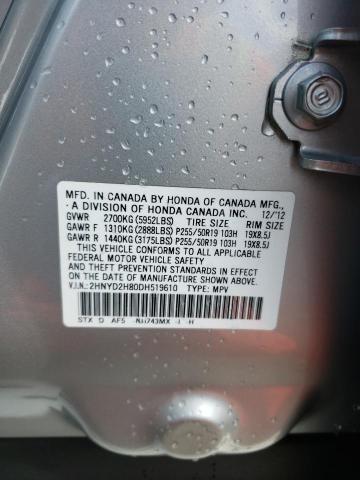 MFD. IN CANADA BY HONDA OF CANADA MFG.,
· A DIVISION OF HONDA CANADA INC. 12/'12
GVWR 2700KG(5952LBS) TIRE SIZE RIM SIZE
GAWR F 1310KG(2888LBS) P255/50R19 103H 19X8.5J
GAWR R 1440KG(3175LBS) P255/50R19 103H 19X8.5J
THIS VEHICLE CONFORMS TO ALL APPLICABLE
FEDERAL MOTOR VEHICLE SAFETY AND
THEFT PREVENTION STANDARDS IN EFFECT ON
THE DATE OF MANUFACTURE SHOWN ABOVE.
V.I.N.: 2HNYD2H80DH519610 TYPE: MPV
STX D AF5 -I -H